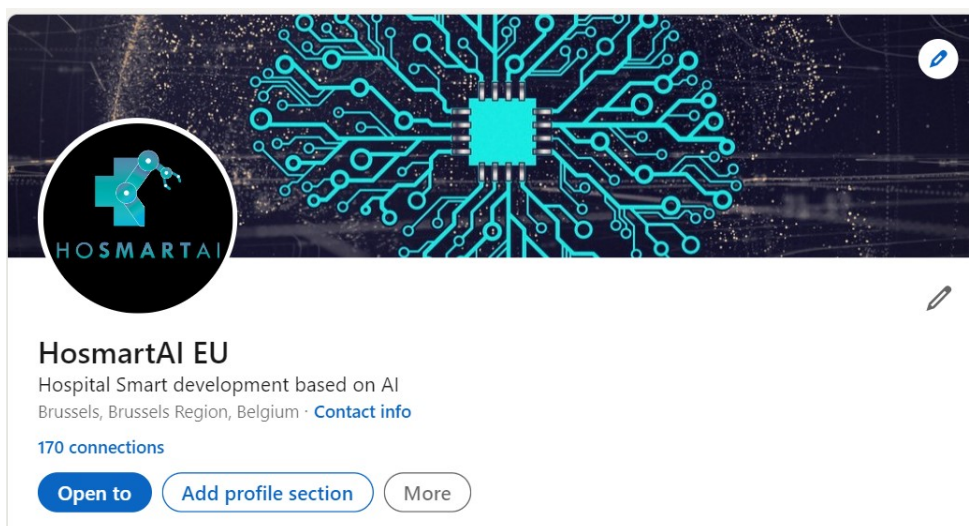 HOSMARTAI
HosmartAI EU
Hospital Smart development based on AI
Brussels, Brussels Region, Belgium · Contact info
170 connections
Open to
Add profile section
More